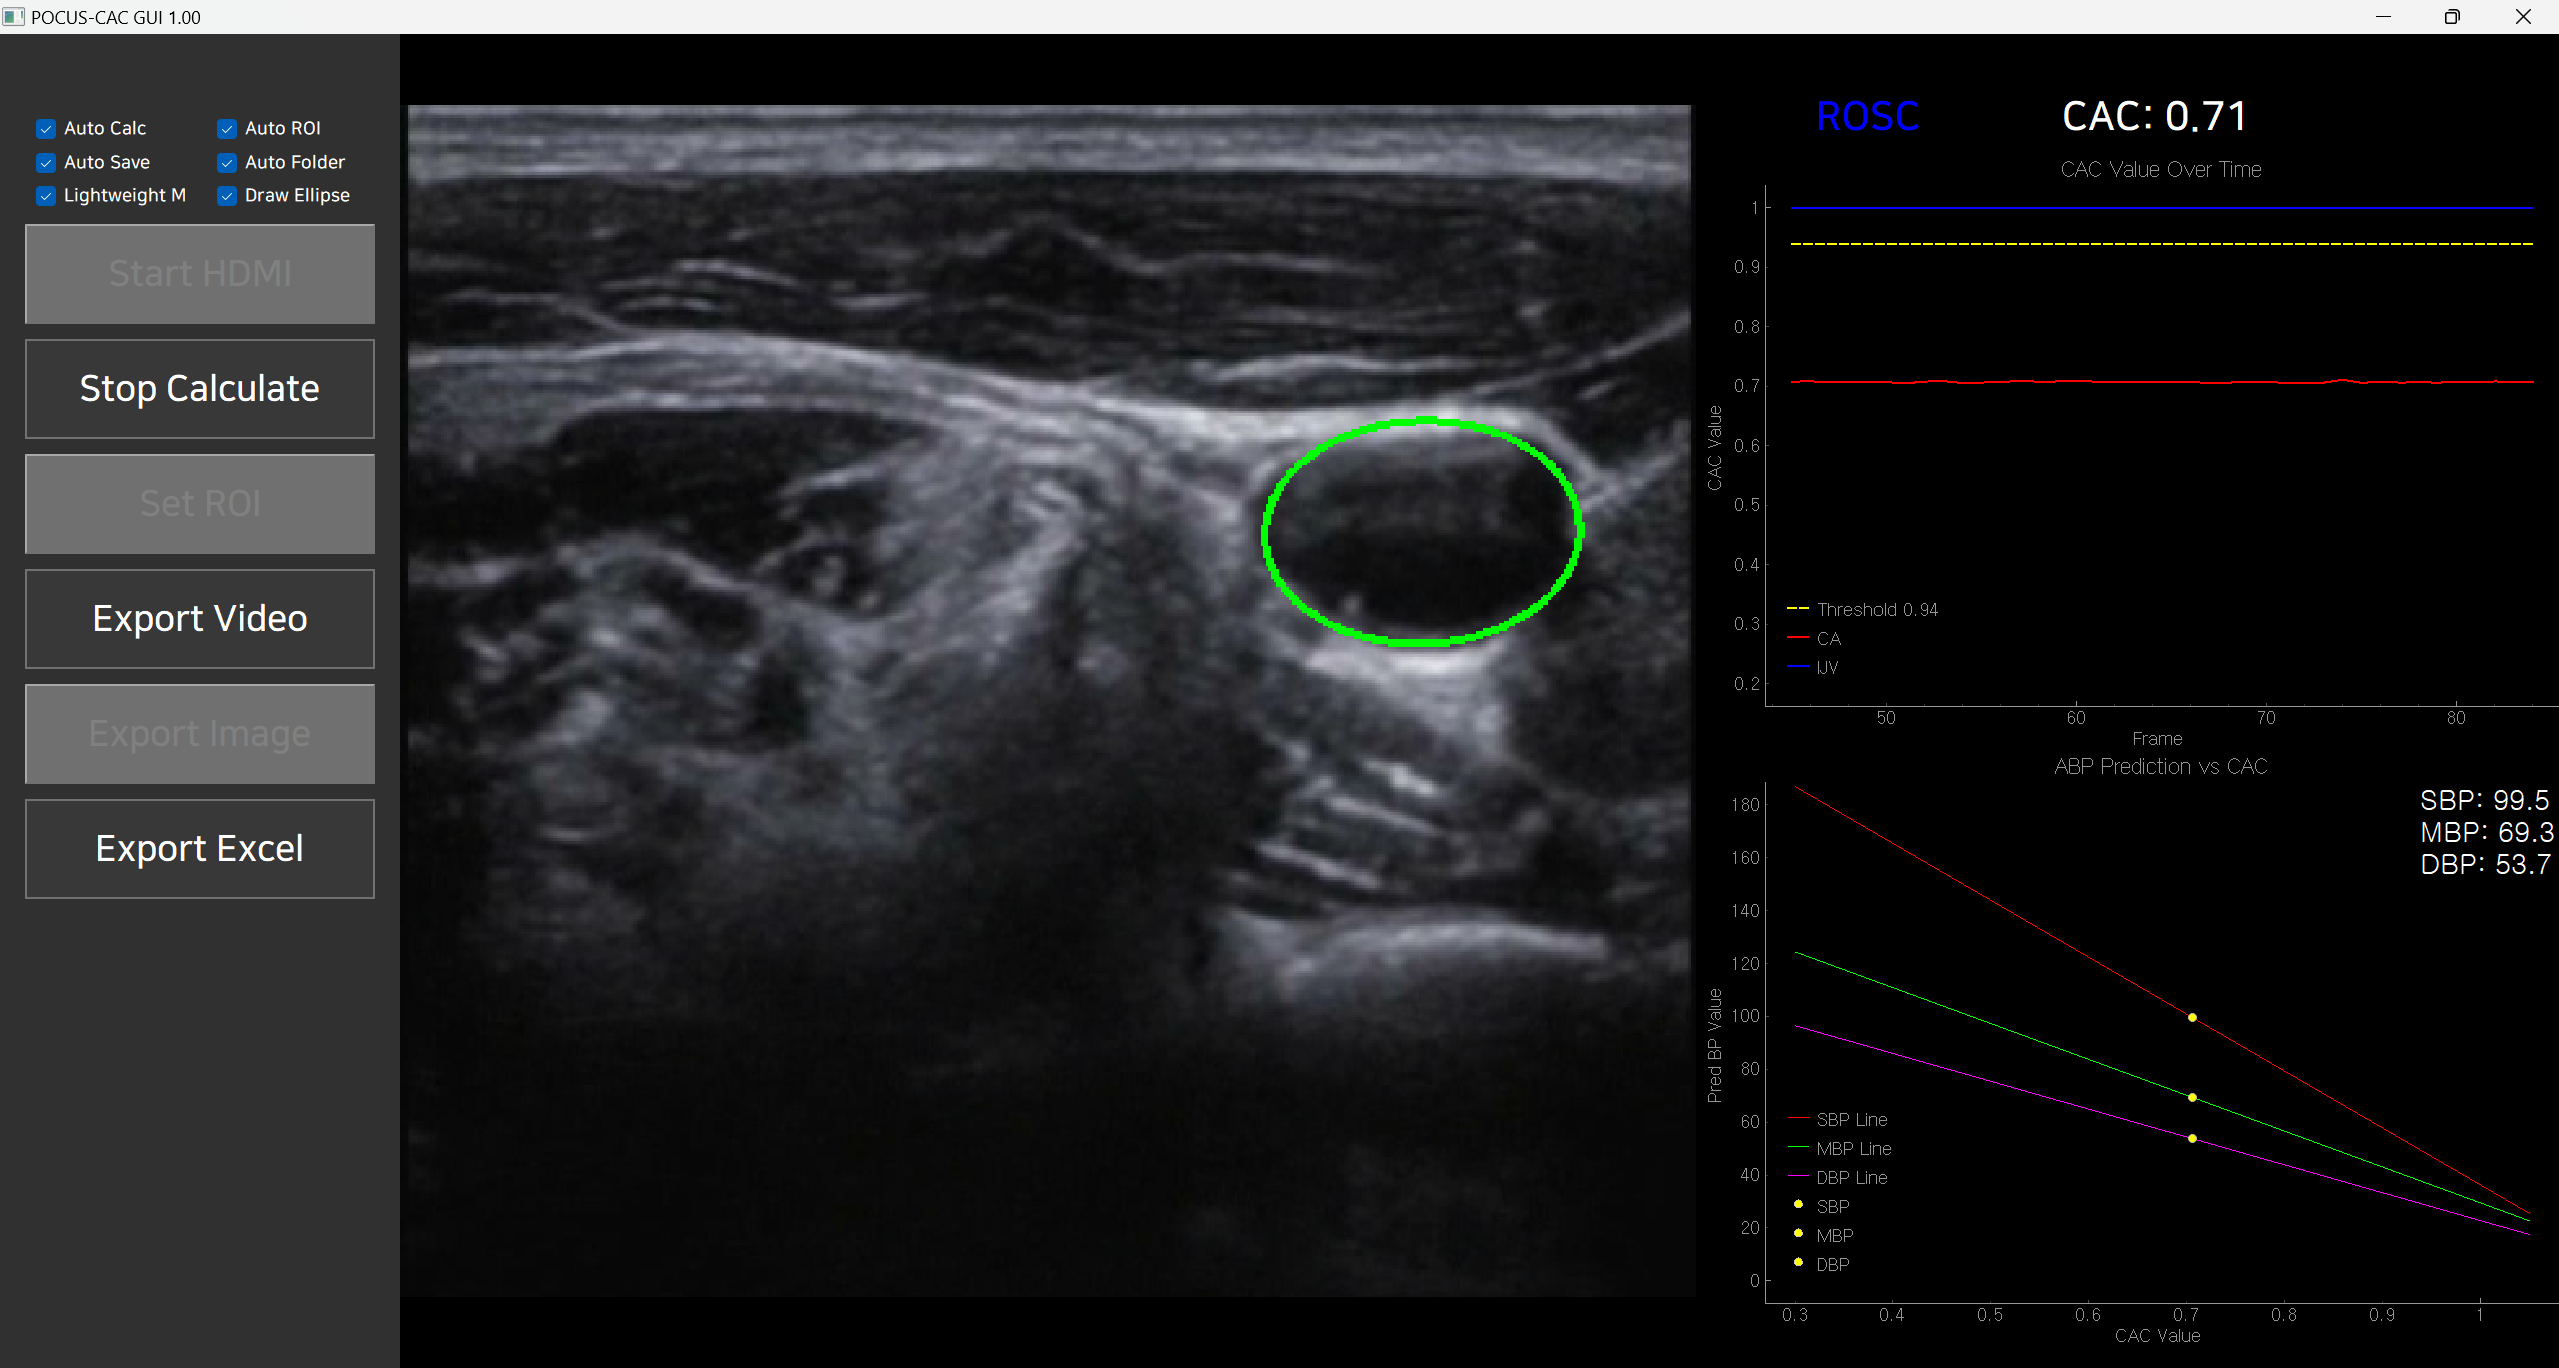 POCUS-CAC GUI 1.00
Auto Calc
Auto ROI
Auto Save
Auto Folder
Lightweight M
Draw Ellipse
Start HDMI
Stop Calculate
Set ROI
Export Video
Export Image
Export Excel
ROSC
CAC: 0.71
CAC Value Over Time
1
0.9
0.8
0.7
0.6
0.5
0.4
0.3
0.2
CAC Value
Threshold 0.94
CA
IJV
50 60 70 80
Frame
ABP Prediction vs CAC
SBP: 99.5
MBP: 69.3
DBP: 53.7
180
160
140
120
100
80
60
40
20
0
Pred BP Value
SBP Line
MBP Line
DBP Line
SBP
MBP
DBP
0.3 0.4 0.5 0.6 0.7 0.8 0.9 1
CAC Value